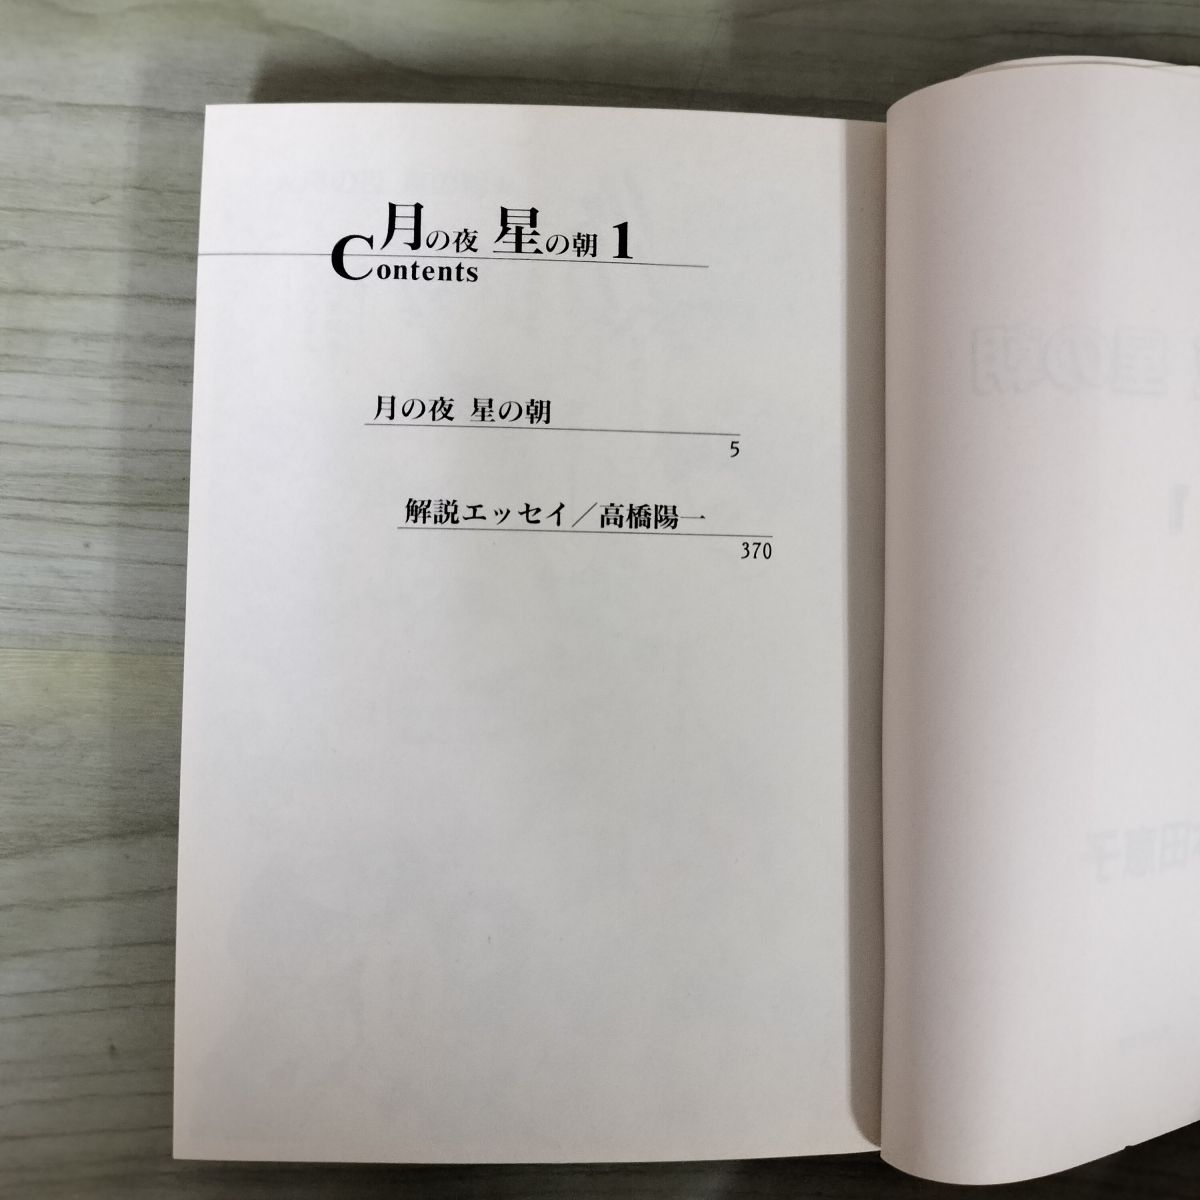 月の夜 星の朝 1
Contents
月の夜 星の朝
5
解説エッセイ／高橋陽一
370